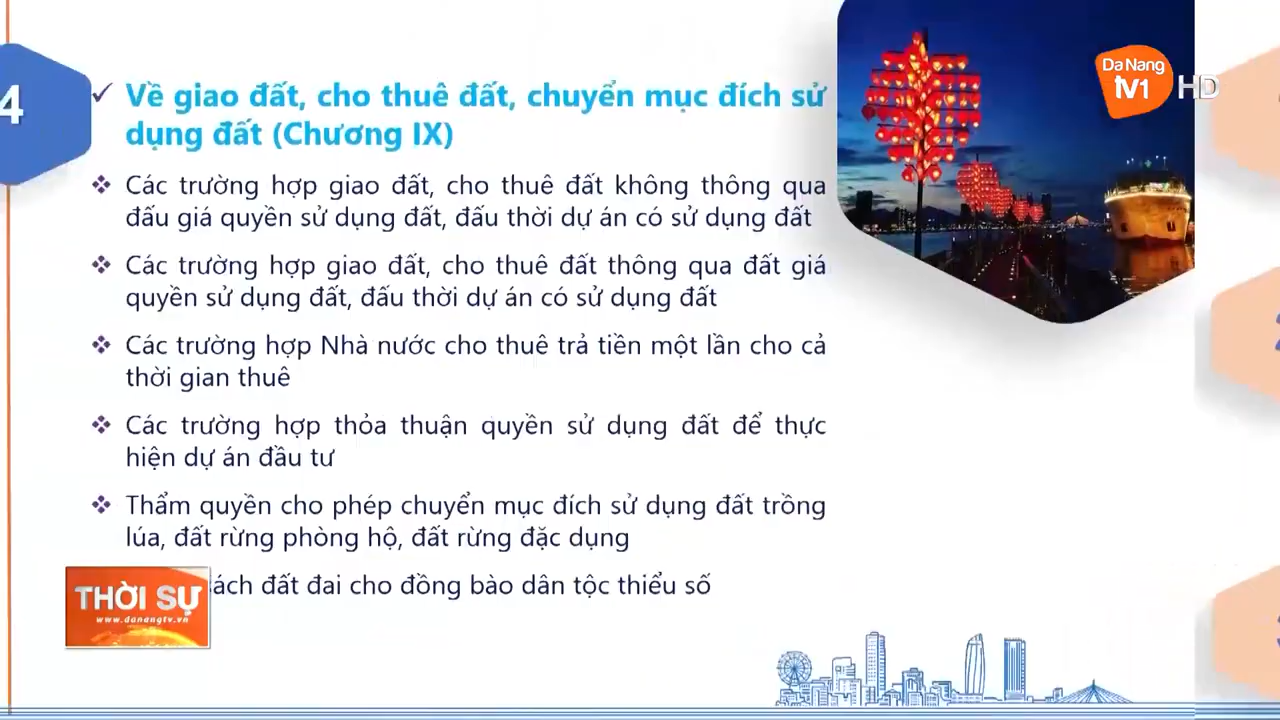 4
Về giao đất, cho thuê đất, chuyển mục đích sử
dụng đất (Chương IX)
Các trường hợp giao đất, cho thuê đất không thông qua
đấu giá quyền sử dụng đất, đấu thời dự án có sử dụng đất
Các trường hợp giao đất, cho thuê đất thông qua đất giá
quyền sử dụng đất, đấu thời dự án có sử dụng đất
Các trường hợp Nhà nước cho thuê trả tiền một lần cho cả
thời gian thuê
Các trường hợp thỏa thuận quyền sử dụng đất để thực
hiện dự án đầu tư
Thẩm quyền cho phép chuyển mục đích sử dụng đất trồng
lúa, đất rừng phòng hộ, đất rừng đặc dụng
sách đất đai cho đồng bào dân tộc thiểu số
Da Nang
TV1 HD
THỜI SỰ
www.danangtv.vn